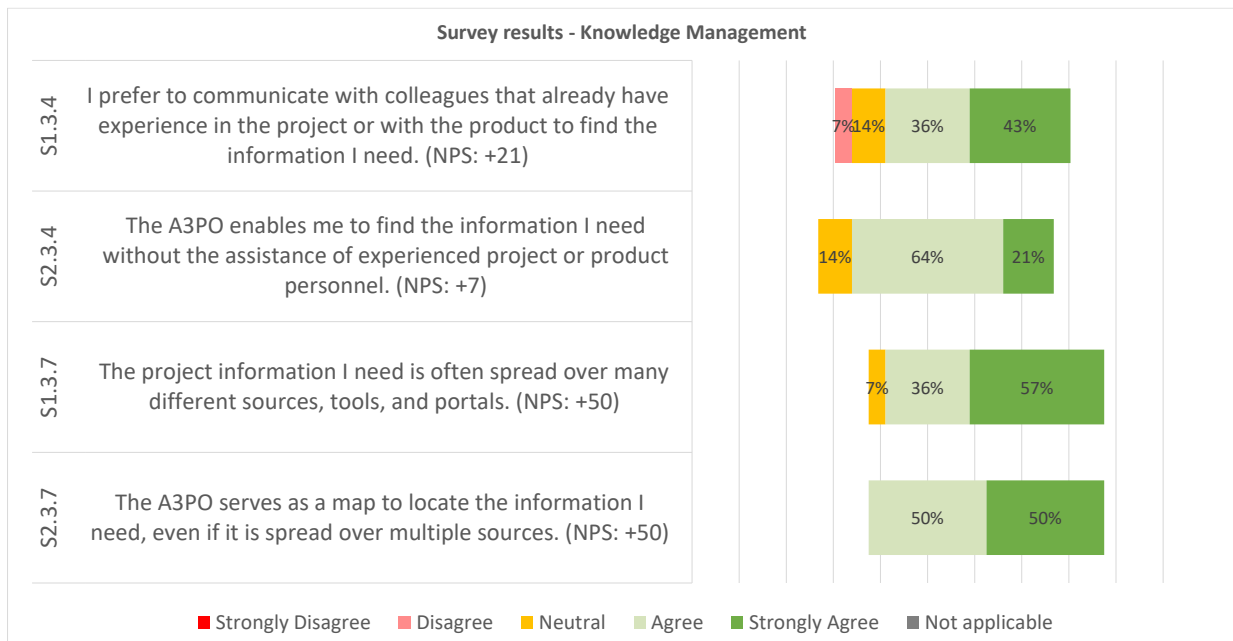 Survey results - Knowledge Management
S1.3.4
I prefer to communicate with colleagues that already have
experience in the project or with the product to find the
information I need. (NPS: +21)
7% 14% 36% 43%
S2.3.4
The A3PO enables me to find the information I need
without the assistance of experienced project or product
personnel. (NPS: +7)
14% 64% 21%
S1.3.7
The project information I need is often spread over many
different sources, tools, and portals. (NPS: +50)
7% 36% 57%
S2.3.7
The A3PO serves as a map to locate the information I
need, even if it is spread over multiple sources. (NPS: +50)
50% 50%
Strongly Disagree Disagree Neutral Agree Strongly Agree Not applicable